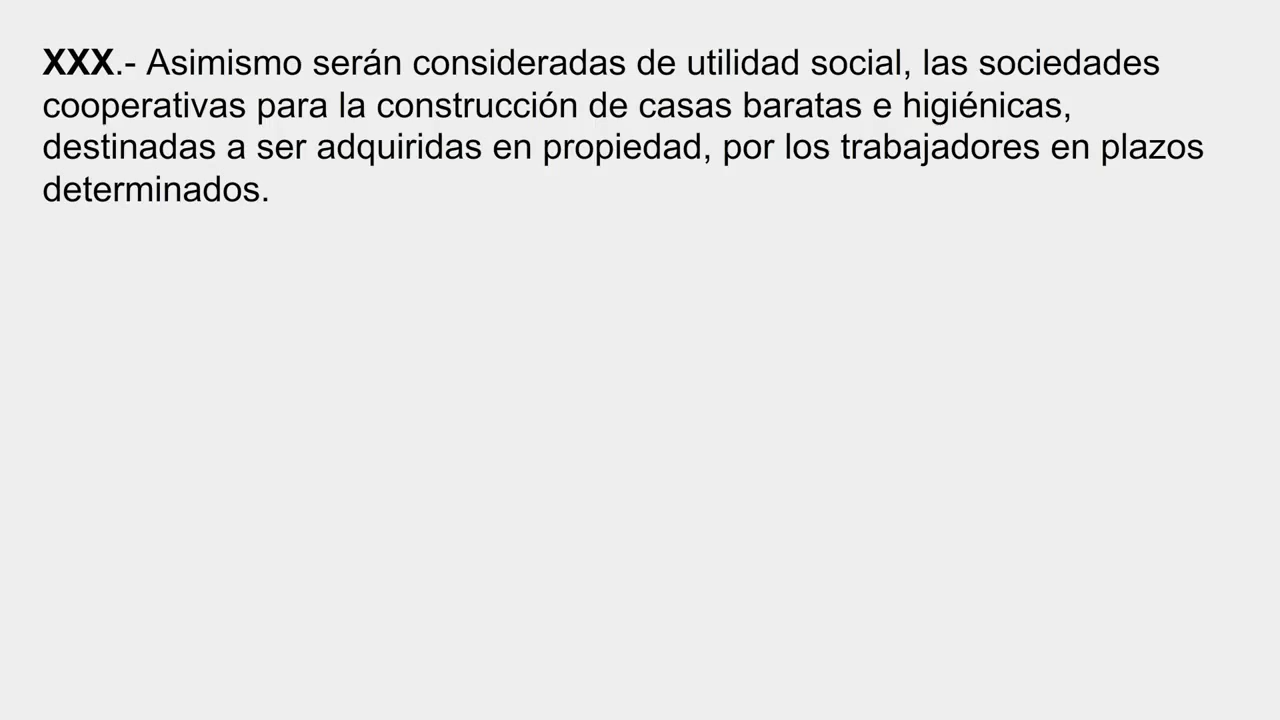 XXX.- Asimismo serán consideradas de utilidad social, las sociedades
cooperativas para la construcción de casas baratas e higiénicas,
destinadas a ser adquiridas en propiedad, por los trabajadores en plazos
determinados.